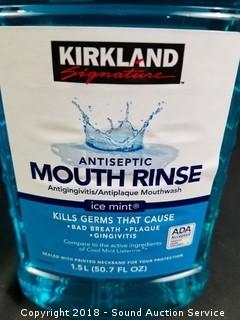 KIRKLAND
Signature
ANTISEPTIC
MOUTH RINSE
Antigingivitis/Antiplaque Mouthwash
ice mint®
KILLS GERMS THAT CAUSE
•BAD BREATH •PLAQUE
•GINGIVITIS
ADA
Accepted
Compare to the active ingredients
of Cool Mint Listerine™*
SEALED WITH PRINTED NECKBAND FOR YOUR PROTECTION
1.5L (50.7 FL OZ)
Copyright 2018 - Sound Auction Service